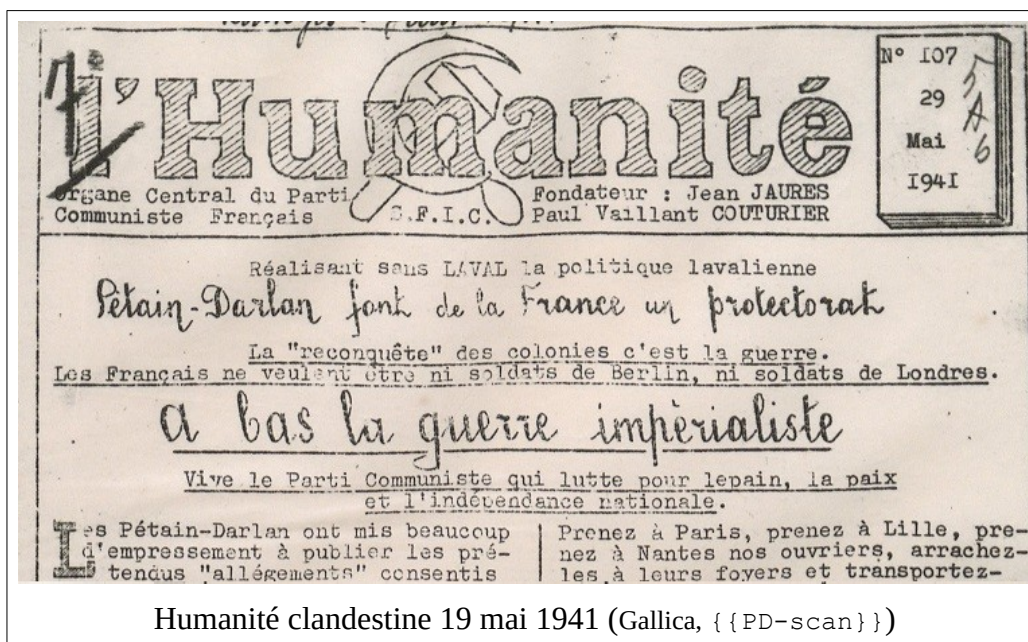 l'Humanité
Organe Central du Parti
Communiste Français
S.F.I.C.
Fondateur : Jean JAURES
Paul Vaillant COUTURIER
N° I07
29
Mai
I94I
Réalisant sans LAVAL la politique lavalienne
Pétain-Darlan font de la France un protectorat
La "reconquête" des colonies c'est la guerre.
Les Français ne veulent être ni soldats de Berlin, ni soldats de Londres.
A bas la guerre impérialiste
Vive le Parti Communiste qui lutte pour lepain, la paix
et l'indépendance nationale.
Les Pétain-Darlan ont mis beaucoup
d'empressement à publier les pré-
tendus "allégements" consentis
Prenez à Paris, prenez à Lille, pre-
nez à Nantes nos ouvriers, arrachez-
les à leurs foyers et transportez-
Humanité clandestine 19 mai 1941 (Gallica, {{PD-scan}})